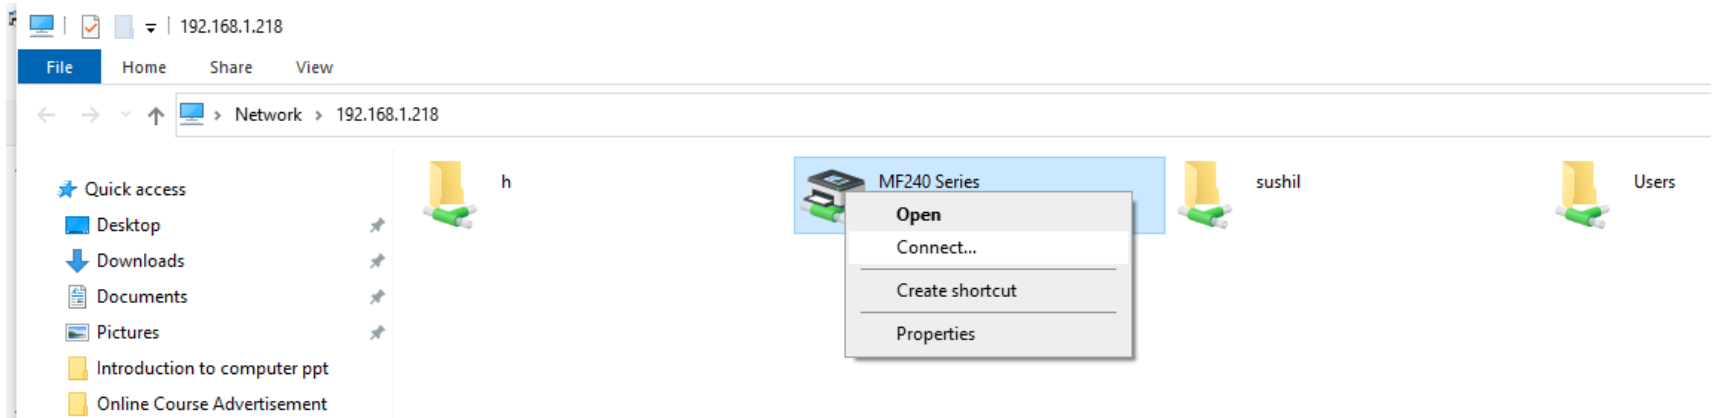 192.168.1.218
File Home Share View
Network > 192.168.1.218
Quick access
Desktop
Downloads
Documents
Pictures
Introduction to computer ppt
Online Course Advertisement
h
MF240 Series
sushil
Users
Open
Connect...
Create shortcut
Properties